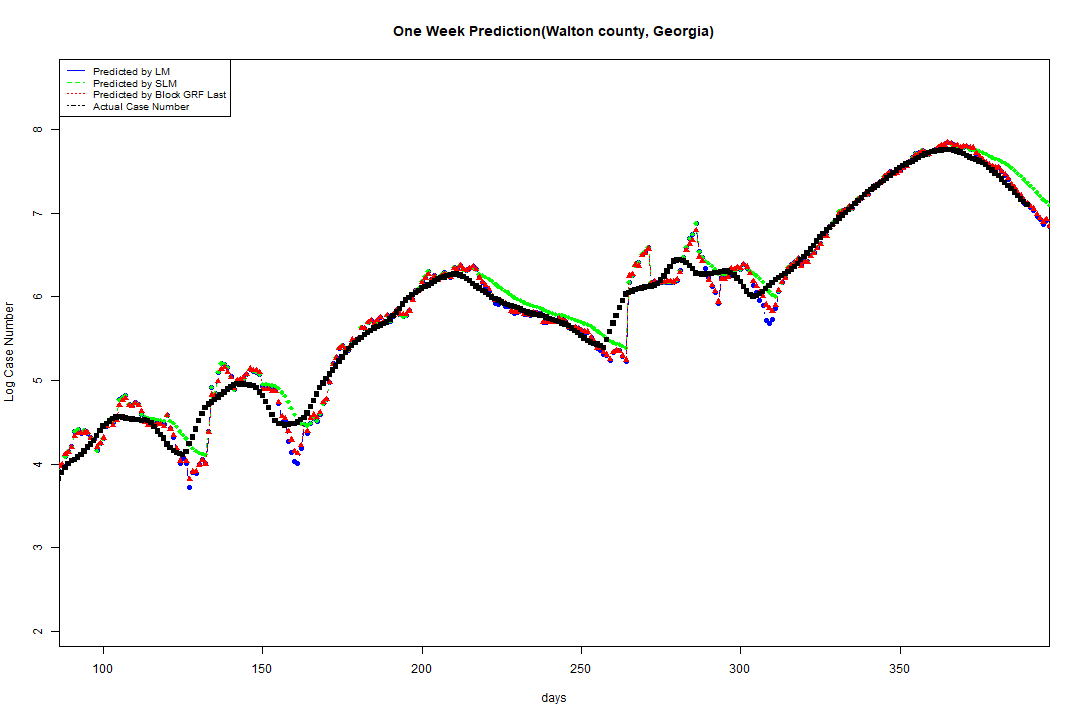 One Week Prediction(Walton county, Georgia)
Predicted by LM
Predicted by SLM
Predicted by Block GRF Last
Actual Case Number
8
7
6
5
4
3
2
Log Case Number
100 150 200 250 300 350
days